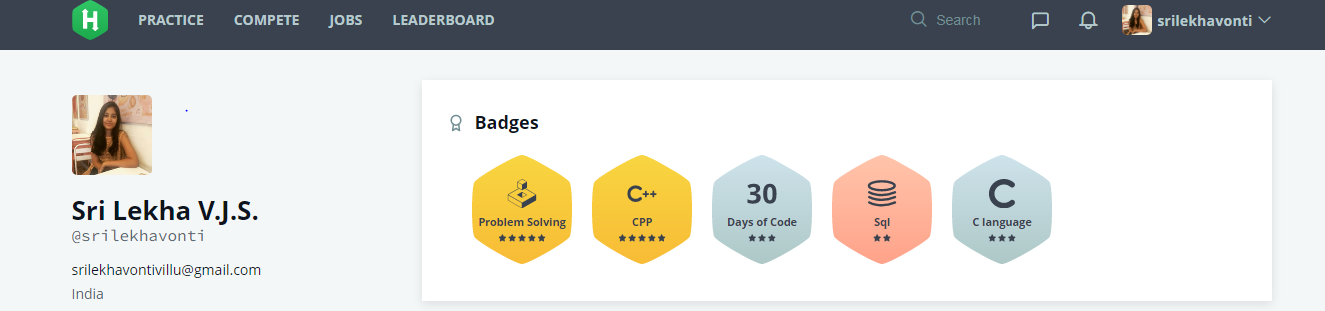 H PRACTICE COMPETE JOBS LEADERBOARD Search srilekhavonti
Badges
Sri Lekha V.J.S.
@srilekhavonti
srilekhavontivillu@gmail.com
India
C++ 30 C
Problem Solving CPP Days of Code Sql C language